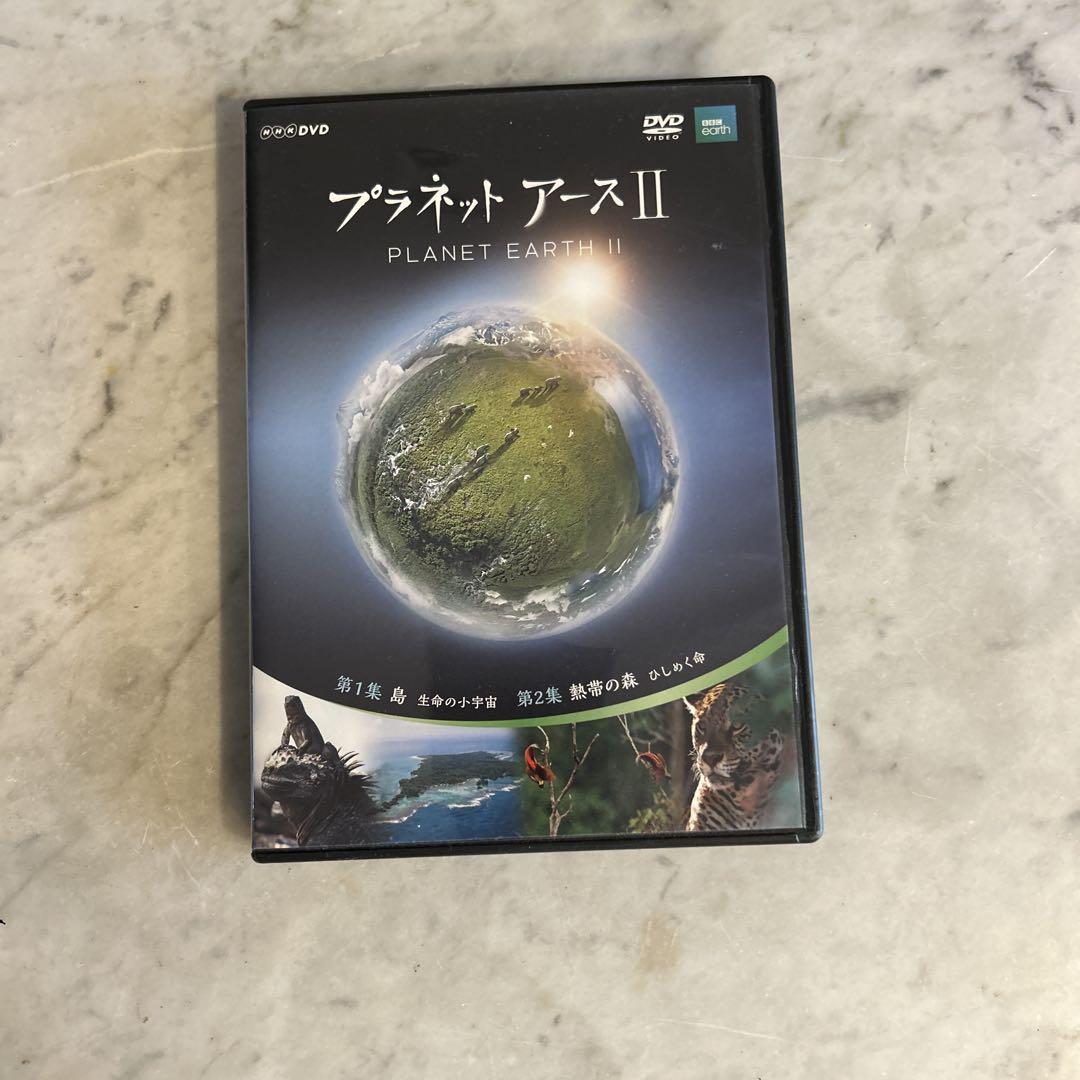 NHK DVD
DVD VIDEO
BBC earth
プラネット アースⅡ
PLANET EARTH II
第1集 島 生命の小宇宙 第2集 熱帯の森 ひしめく命